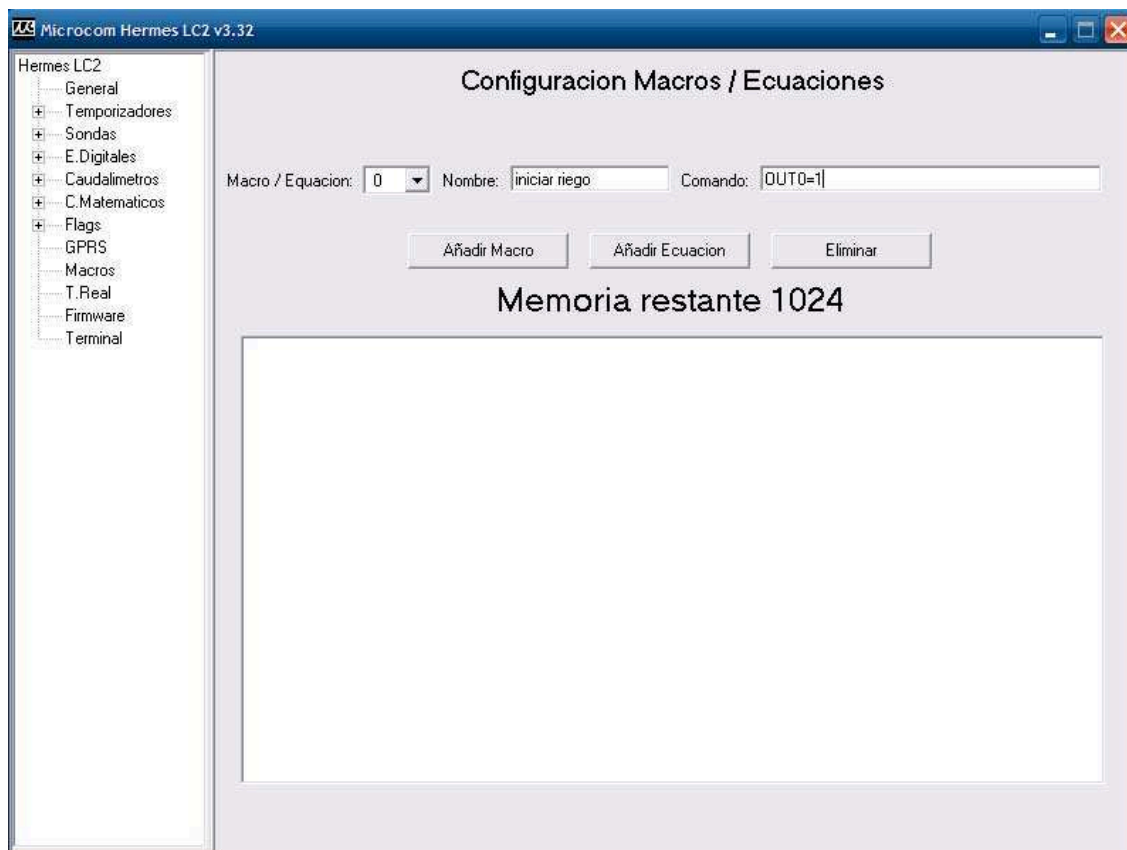 Microcom Hermes LC2 v3.32
Hermes LC2
General
Temporizadores
Sondas
E.Digitales
Caudalimetros
C.Matematicos
Flags
GPRS
Macros
T.Real
Firmware
Terminal
Configuracion Macros / Ecuaciones
Macro / Equacion: 0 Nombre: iniciar riego Comando: OUT0=1
Añadir Macro Añadir Ecuacion Eliminar
Memoria restante 1024